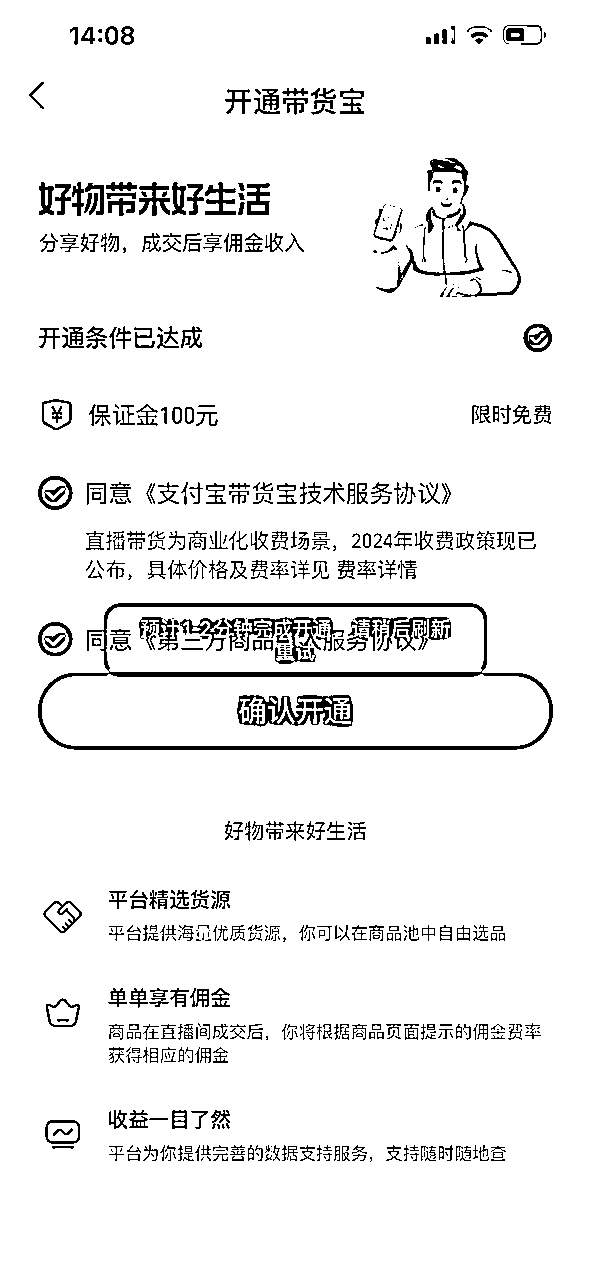 14:08
开通带货宝
好物带来好生活
分享好物，成交后享佣金收入
开通条件已达成
保证金100元
限时免费
同意《支付宝带货宝技术服务协议》
直播带货为商业化收费场景，2024年收费政策现已
公布，具体价格及费率详见 费率详情
预计1-2分钟完成开通，请稍后刷新
重试
同意《第三方商品 服务协议》
确认开通
好物带来好生活
平台精选货源
平台提供海量优质货源，你可以在商品池中自由选品
单单享有佣金
商品在直播间成交后，你将根据商品页面提示的佣金费率
获得相应的佣金
收益一目了然
平台为你提供完善的数据支持服务，支持随时随地查